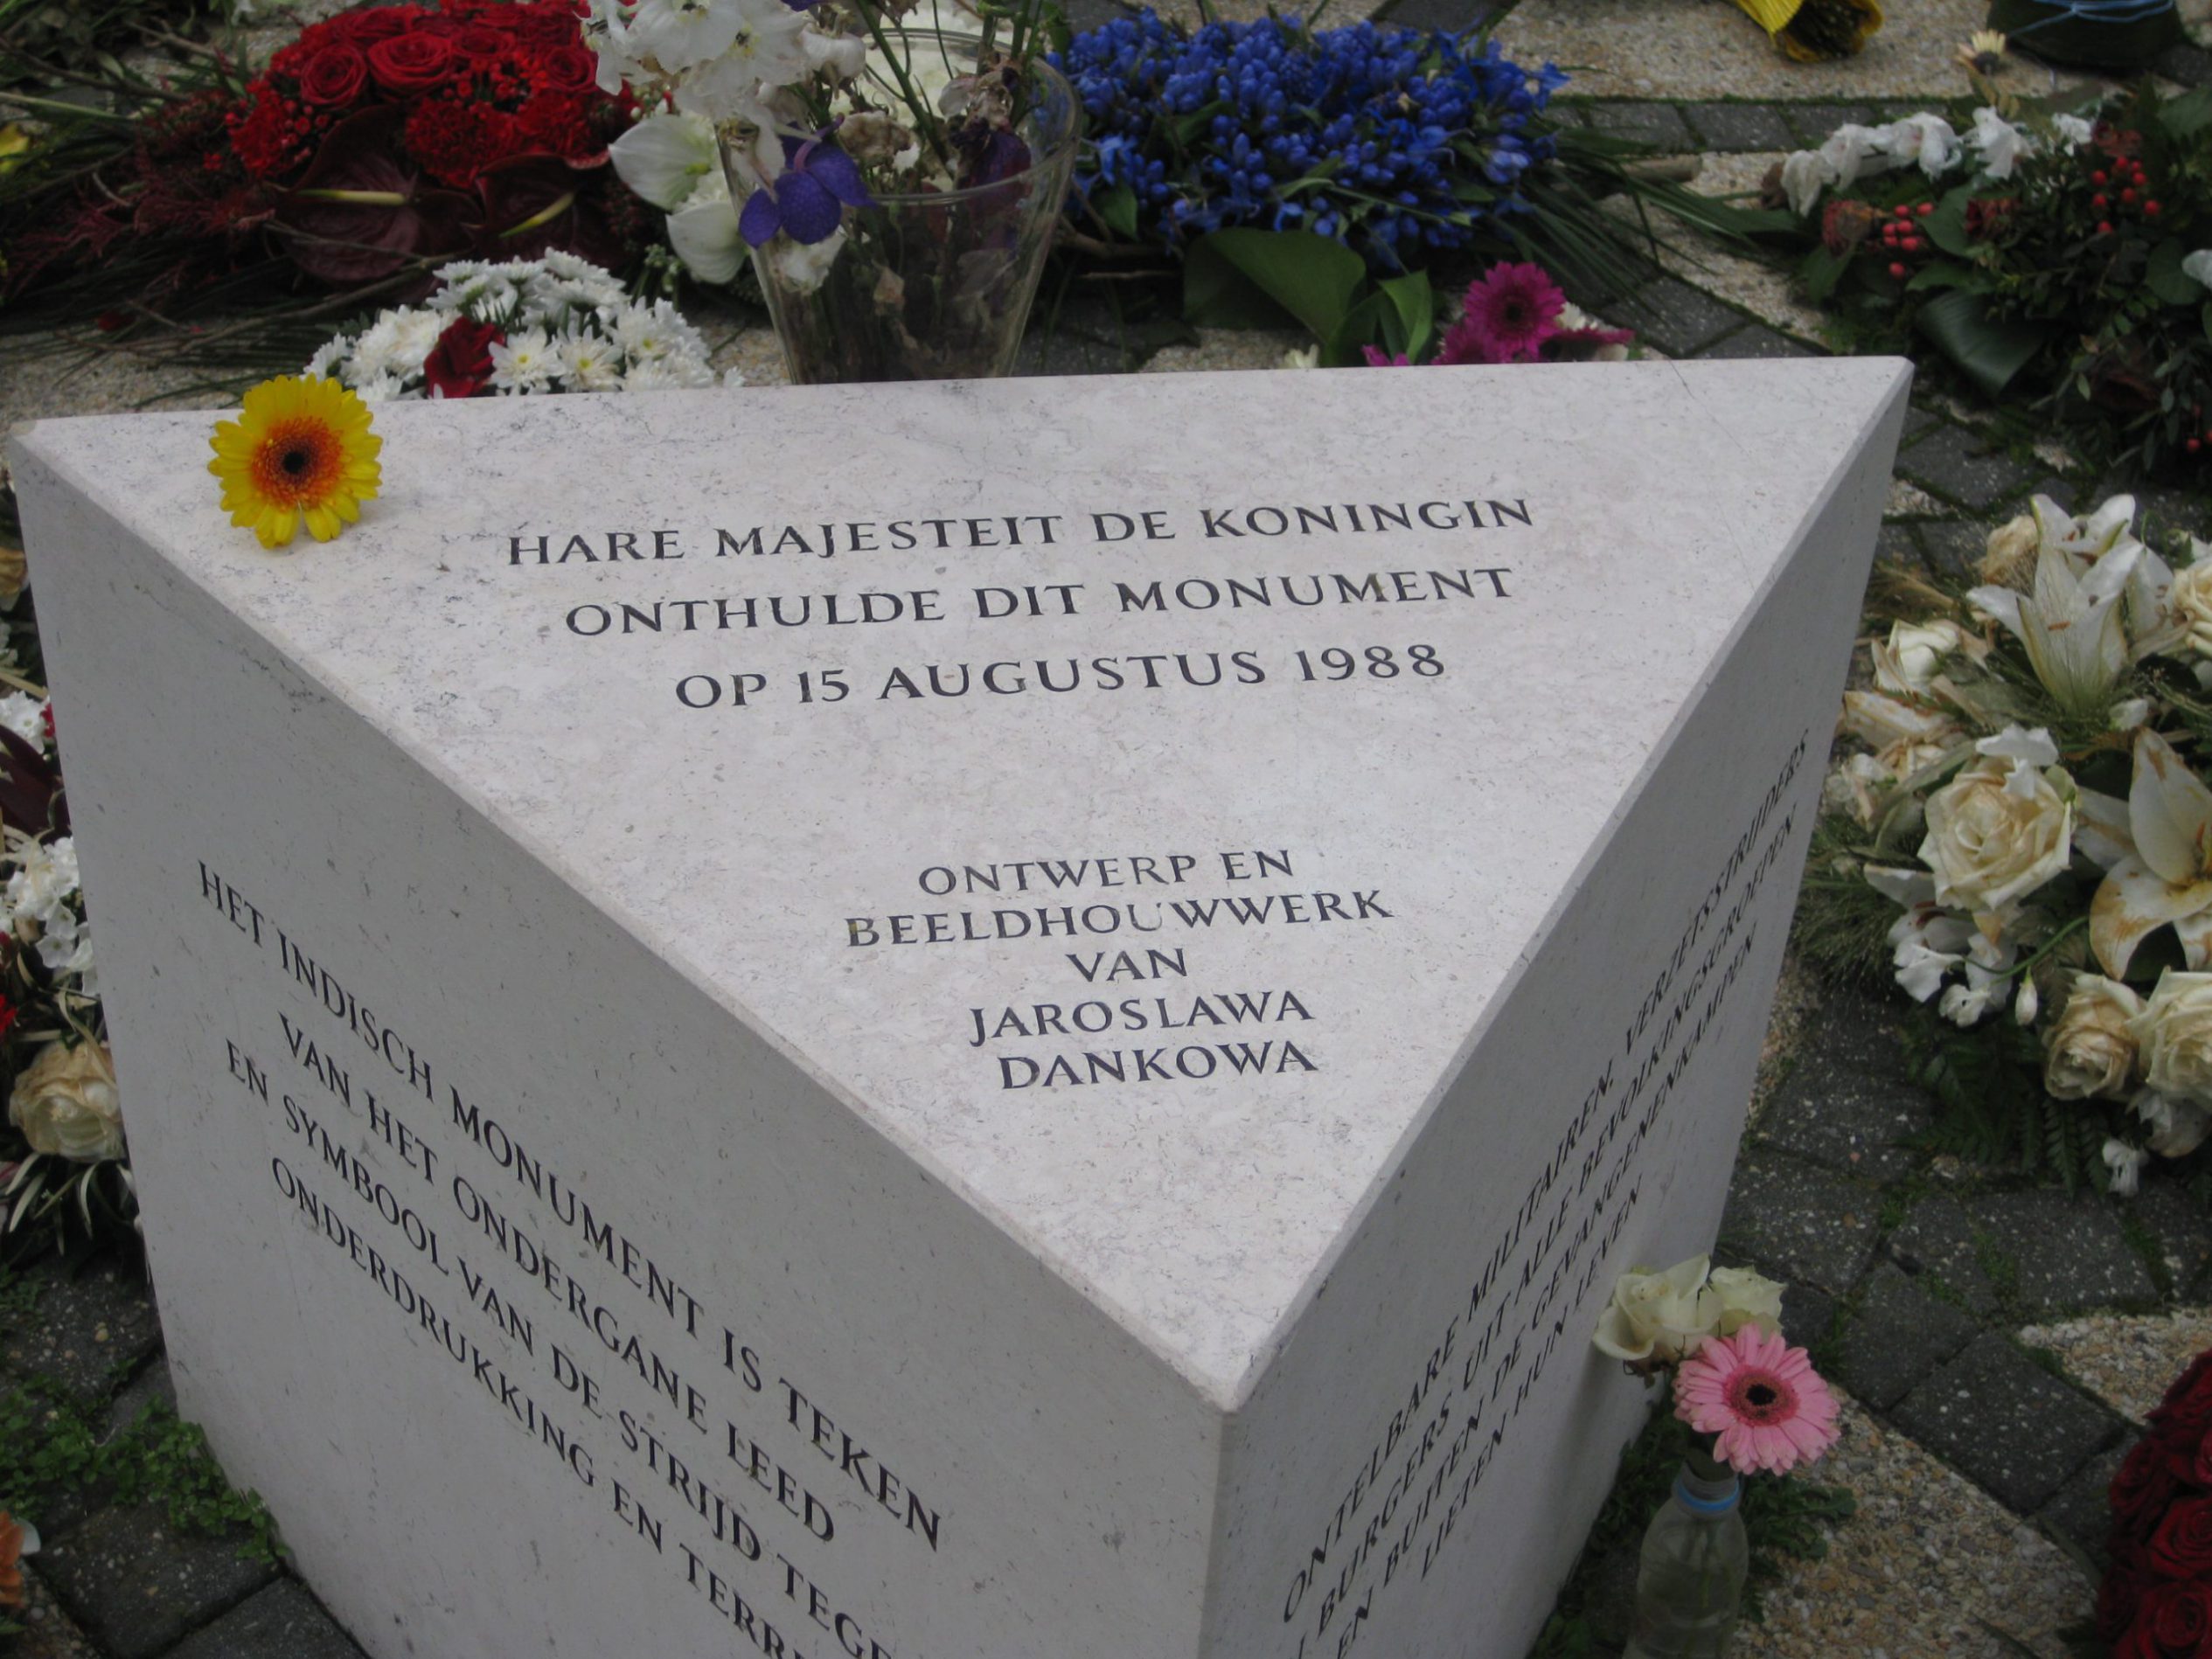 HARE MAJESTEIT DE KONINGIN
ONTHULDE DIT MONUMENT
OP 15 AUGUSTUS 1988
ONTWERP EN
BEELDHOUWWERK
VAN
JAROSLAWA
DANKOWA
HET INDISCH MONUMENT IS TEKEN
VAN HET ONDERGANE LEED
EN SYMBOOL VAN DE STRIJD TEGE
ONDERDRUKKING EN TERR
ONTELBARE MILITAIREN, VERZETSSTRIJDERS
BURGERS UIT ALLE BEVOLKINGSGROEPEN
EN BUITEN DE GEVANGENENKAMPEN
LIETEN HUN LEVEN